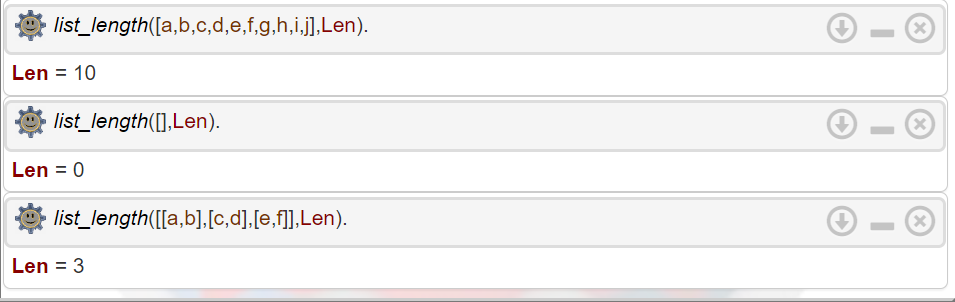 list_length([a,b,c,d,e,f,g,h,i,j],Len).
Len = 10
list_length([],Len).
Len = 0
list_length([[a,b],[c,d],[e,f]],Len).
Len = 3